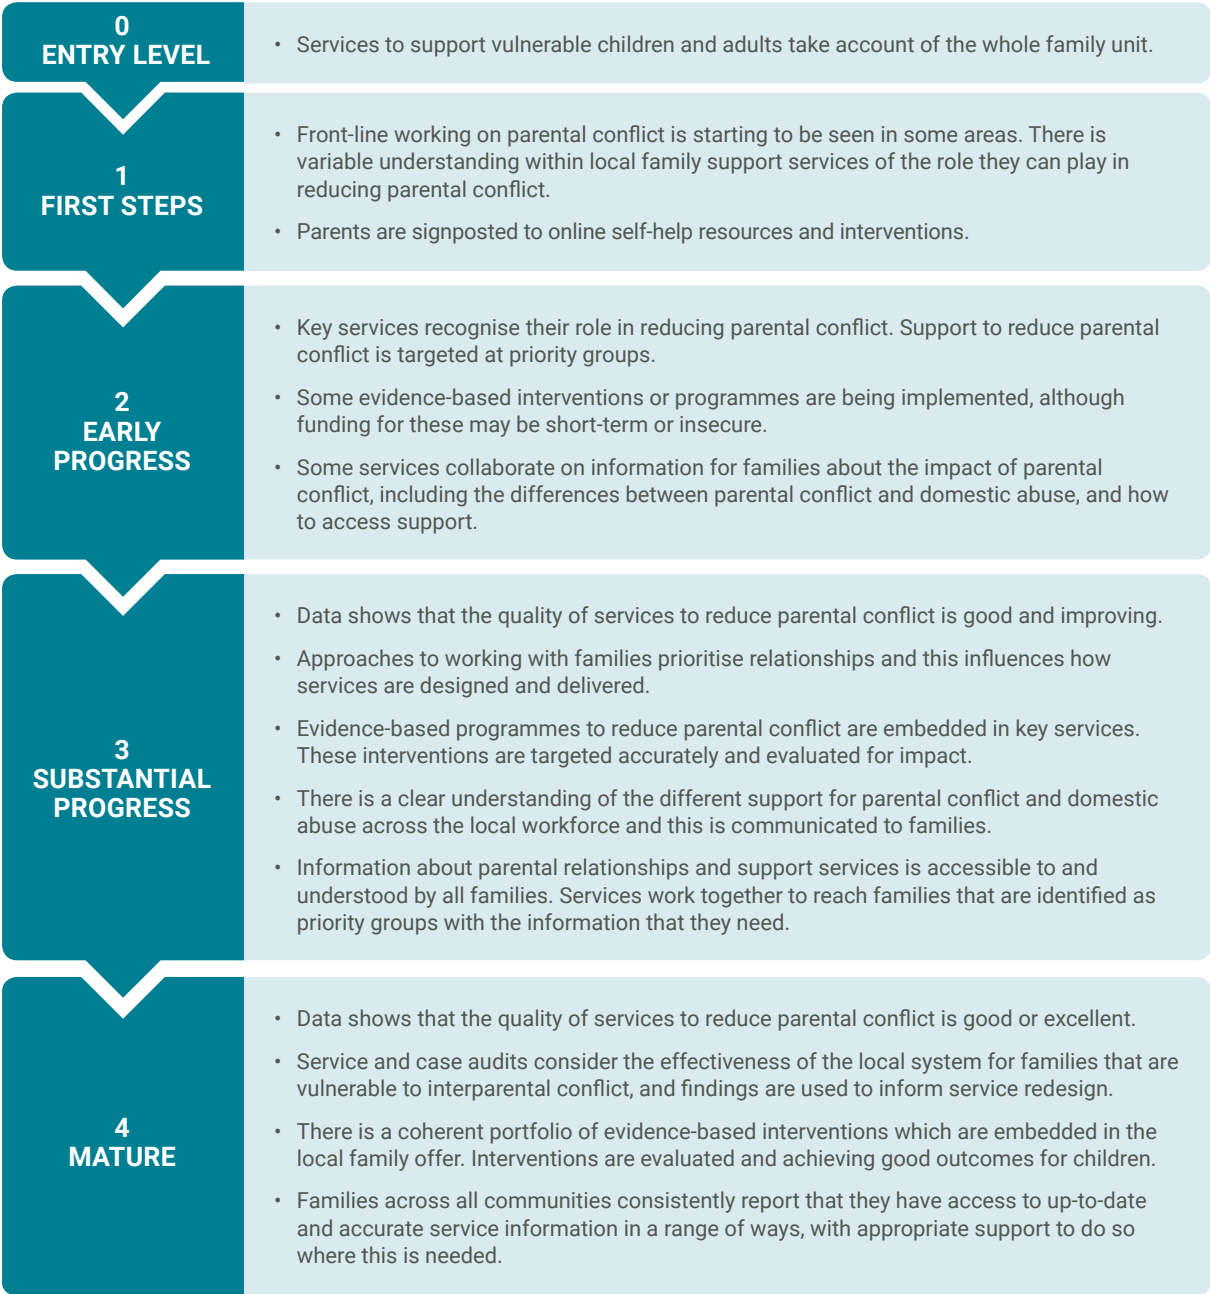 0
ENTRY LEVEL
• Services to support vulnerable children and adults take account of the whole family unit.
1
FIRST STEPS
• Front-line working on parental conflict is starting to be seen in some areas. There is
variable understanding within local family support services of the role they can play in
reducing parental conflict.
• Parents are signposted to online self-help resources and interventions.
2
EARLY
PROGRESS
• Key services recognise their role in reducing parental conflict. Support to reduce parental
conflict is targeted at priority groups.
• Some evidence-based interventions or programmes are being implemented, although
funding for these may be short-term or insecure.
• Some services collaborate on information for families about the impact of parental
conflict, including the differences between parental conflict and domestic abuse, and how
to access support.
3
SUBSTANTIAL
PROGRESS
• Data shows that the quality of services to reduce parental conflict is good and improving.
• Approaches to working with families prioritise relationships and this influences how
services are designed and delivered.
• Evidence-based programmes to reduce parental conflict are embedded in key services.
These interventions are targeted accurately and evaluated for impact.
• There is a clear understanding of the different support for parental conflict and domestic
abuse across the local workforce and this is communicated to families.
• Information about parental relationships and support services is accessible to and
understood by all families. Services work together to reach families that are identified as
priority groups with the information that they need.
4
MATURE
• Data shows that the quality of services to reduce parental conflict is good or excellent.
• Service and case audits consider the effectiveness of the local system for families that are
vulnerable to interparental conflict, and findings are used to inform service redesign.
• There is a coherent portfolio of evidence-based interventions which are embedded in the
local family offer. Interventions are evaluated and achieving good outcomes for children.
• Families across all communities consistently report that they have access to up-to-date
and accurate service information in a range of ways, with appropriate support to do so
where this is needed.